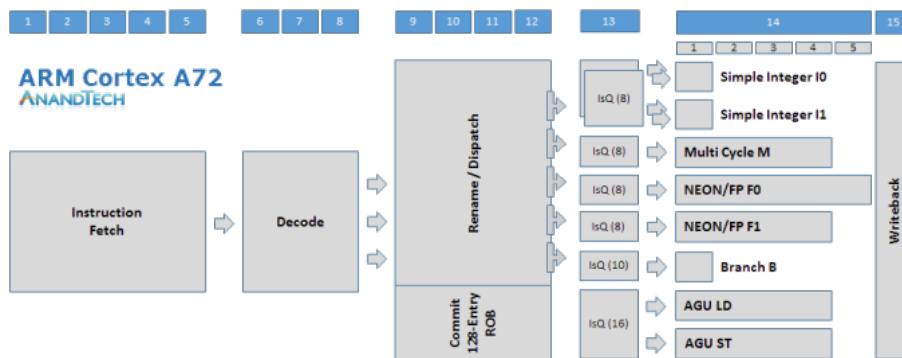 1 2 3 4 5 6 7 8 9 10 11 12 13 14 15
1 2 3 4 5
ARM Cortex A72
ANANDTECH
Instruction
Fetch
Decode
Rename / Dispatch
Commit
128-Entry
ROB
IsQ (8)
Simple Integer I0
Simple Integer I1
IsQ (8)
Multi Cycle M
IsQ (8)
NEON/FP F0
IsQ (8)
NEON/FP F1
IsQ (10)
Branch B
IsQ (16)
AGU LD
AGU ST
Writeback